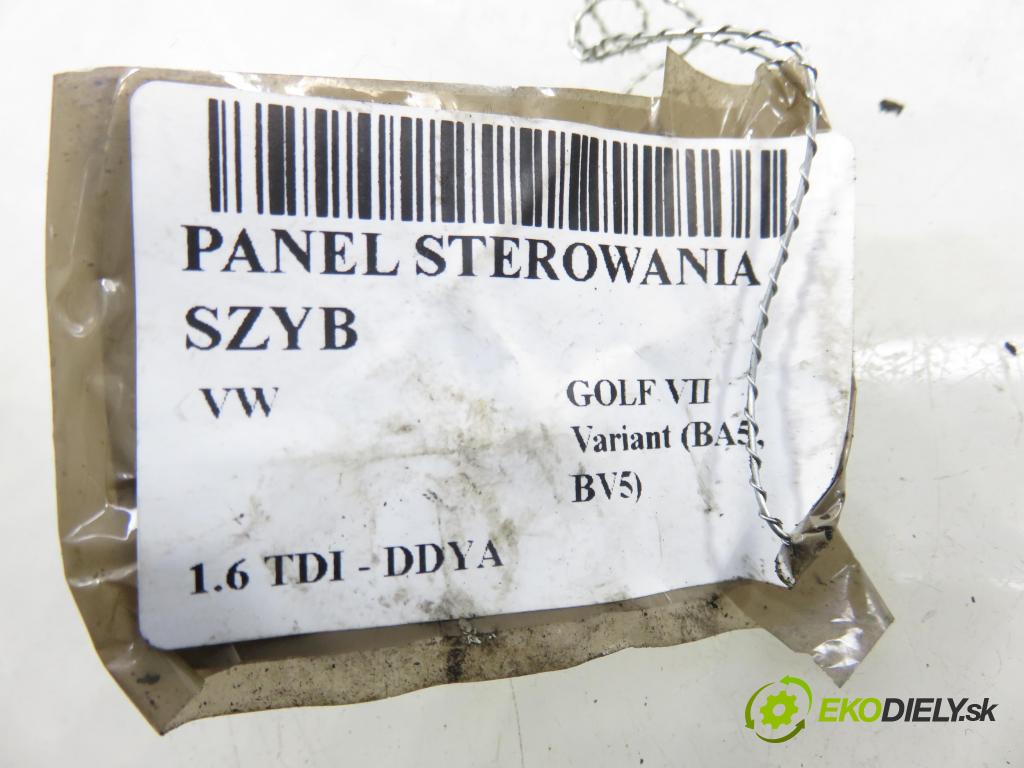 PANEL STEROWANIA
SZYB
VW
GOLF VII
Variant (BA5),
BV5)
1.6 TDI - DDYA
EKODIELY.sk